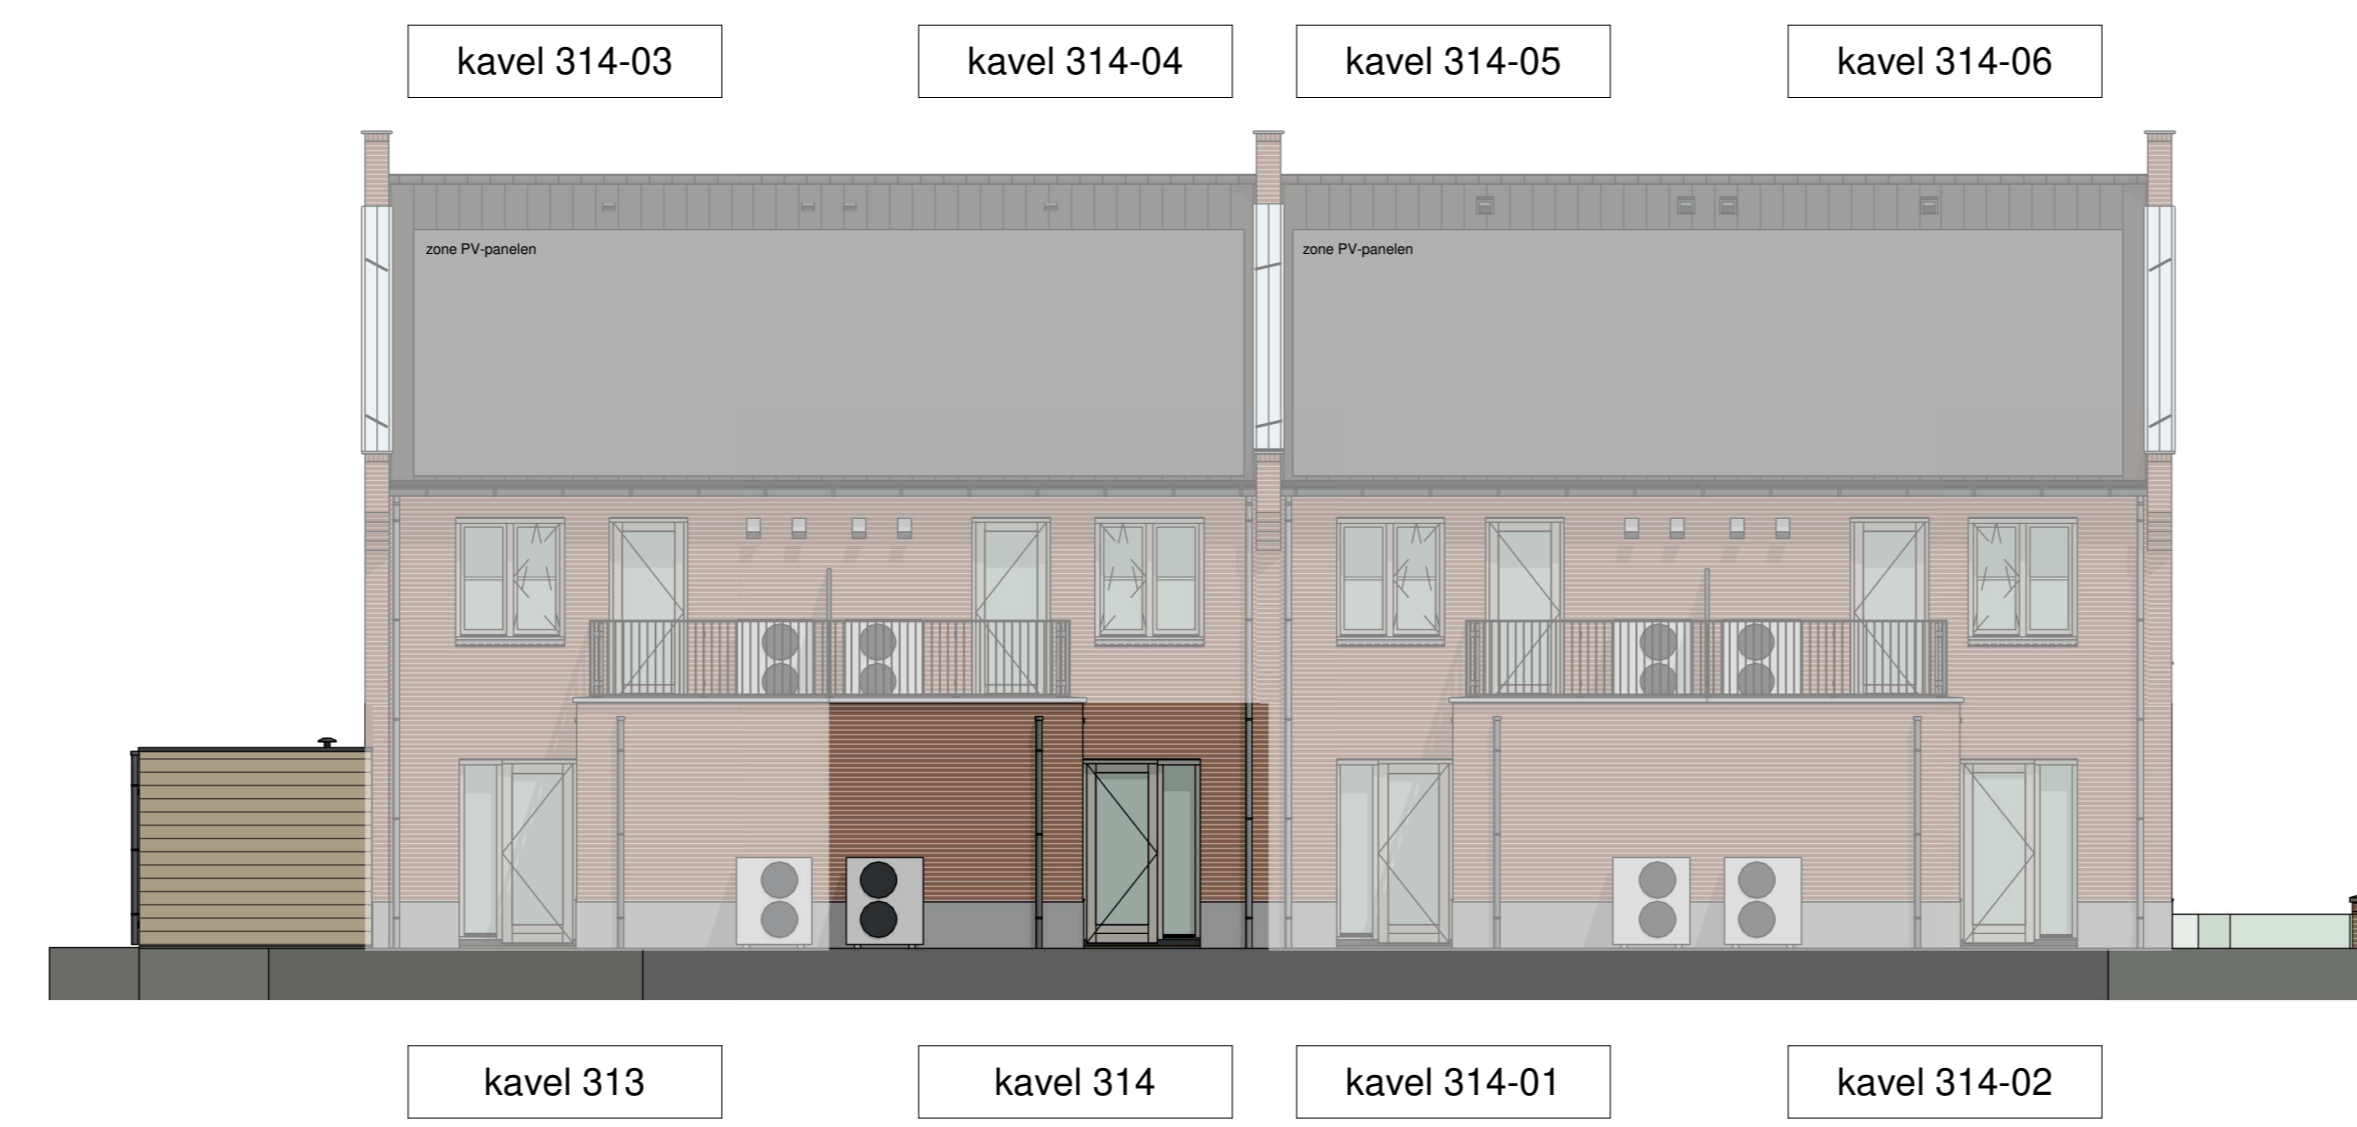 kavel 314-03
kavel 314-04
kavel 314-05
kavel 314-06
zone PV-panelen
zone PV-panelen
kavel 313
kavel 314
kavel 314-01
kavel 314-02